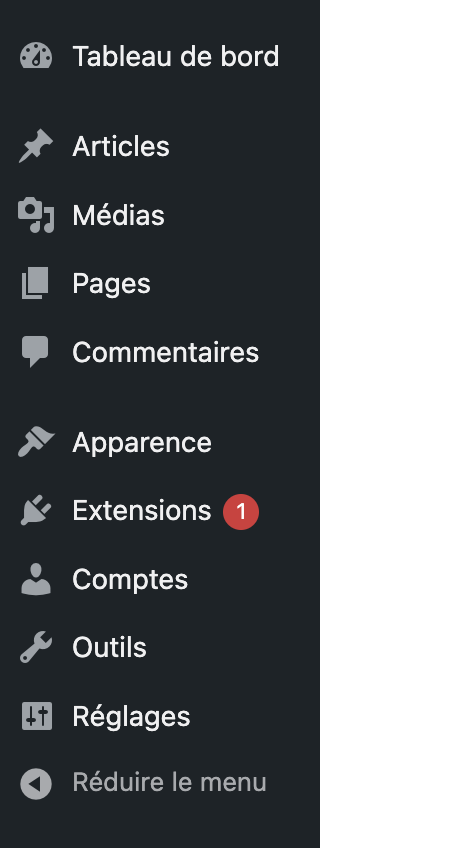 Tableau de bord
Articles
Médias
Pages
Commentaires
Apparence
Extensions 1
Comptes
Outils
Réglages
Réduire le menu